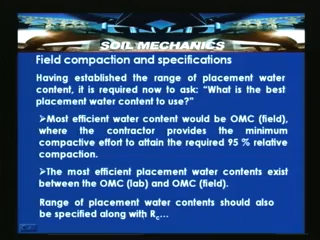 SOIL MECHANICS
Field compaction and specifications
Having established the range of placement water
content, it is required now to ask: "What is the best
placement water content to use?"
➢Most efficient water content would be OMC (field),
where the contractor provides the minimum
compactive effort to attain the required 95 % relative
compaction.
➢The most efficient placement water contents exist
between the OMC (lab) and OMC (field).
Range of placement water contents should also
be specified along with Rc...